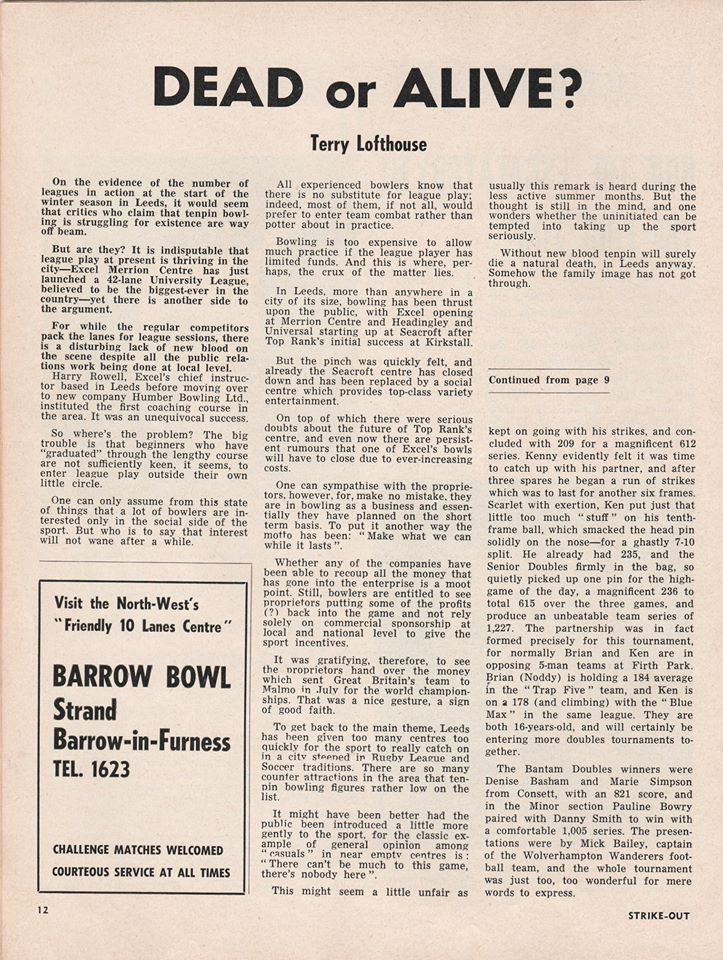 DEAD or ALIVE?
Terry Lofthouse
On the evidence of the number of
leagues in action at the start of the
winter season in Leeds, it would seem
that critics who claim that tenpin bowl-
ing is struggling for existence are way
off beam.
But are they? It is indisputable that
league play at present is thriving in the
city—Excel Merrion Centre has just
launched a 42-lane University League,
believed to be the biggest-ever in the
country—yet there is another side to
the argument.
For while the regular competitors
pack the lanes for league sessions, there
is a disturbing lack of new blood on
the scene despite all the public rela-
tions work being done at local level.
Harry Rowell, Excel's chief instruc-
tor based in Leeds before moving over
to new company Humber Bowling Ltd.,
instituted the first coaching course in
the area. It was an unequivocal success.
So where's the problem? The big
trouble is that beginners who have
"graduated" through the lengthy course
are not sufficiently keen, it seems, to
enter league play outside their own
little circle.
One can only assume from this state
of things that a lot of bowlers are in-
terested only in the social side of the
sport. But who is to say that interest
will not wane after a while.
Visit the North-West's
"Friendly 10 Lanes Centre"
BARROW BOWL
Strand
Barrow-in-Furness
TEL. 1623
CHALLENGE MATCHES WELCOMED
COURTEOUS SERVICE AT ALL TIMES
All experienced bowlers know that
there is no substitute for league play;
indeed, most of them, if not all, would
prefer to enter team combat rather than
potter about in practice.
Bowling is too expensive to allow
much practice if the league player has
limited funds. And this is where, per-
haps, the crux of the matter lies.
In Leeds, more than anywhere in a
city of its size, bowling has been thrust
upon the public, with Excel opening
at Merrion Centre and Headingley and
Universal starting up at Seacroft after
Top Rank's initial success at Kirkstall.
But the pinch was quickly felt, and
already the Seacroft centre has closed
down and has been replaced by a social
centre which provides top-class variety
entertainment.
On top of which there were serious
doubts about the future of Top Rank's
centre, and even now there are persist-
ent rumours that one of Excel's bowls
will have to close due to ever-increasing
costs.
One can sympathise with the proprie-
tors, however, for, make no mistake, they
are in bowling as a business and essen-
tially they have planned on the short
term basis. To put it another way the
motto has been: "Make what we can
while it lasts".
Whether any of the companies have
been able to recoup all the money that
has gone into the enterprise is a moot
point. Still, bowlers are entitled to see
proprietors putting some of the profits
(?) back into the game and not rely
solely on commercial sponsorship at
local and national level to give the
sport incentives.
It was gratifying, therefore, to see
the proprietors hand over the money
which sent Great Britain's team to
Malmo in July for the world champion-
ships. That was a nice gesture, a sign
of good faith.
To get back to the main theme, Leeds
has been given too many centres too
quickly for the sport to really catch on
in a city steeped in Rugby League and
Soccer traditions. There are so many
counter attractions in the area that ten-
pin bowling figures rather low on the
list.
It might have been better had the
public been introduced a little more
gently to the sport, for the classic ex-
ample of general opinion among
"casuals" in near empty centres is:
"There can't be much to this game,
there's nobody here".
This might seem a little unfair as
usually this remark is heard during the
less active summer months. But the
thought is still in the mind, and one
wonders whether the uninitiated can be
tempted into taking up the sport
seriously.
Without new blood tenpin will surely
die a natural death, in Leeds anyway.
Somehow the family image has not got
through.
Continued from page 9
kept on going with his strikes, and con-
cluded with 209 for a magnificent 612
series. Kenny evidently felt it was time
to catch up with his partner, and after
three spares he began a run of strikes
which was to last for another six frames.
Scarlet with exertion, Ken put just that
little too much "stuff" on his tenth-
frame ball, which smacked the head pin
solidly on the nose—for a ghastly 7-10
split. He already had 235, and the
Senior Doubles firmly in the bag, so
quietly picked up one pin for the high-
game of the day, a magnificent 236 to
total 615 over the three games, and
produce an unbeatable team series of
1,227. The partnership was in fact
formed precisely for this tournament,
for normally Brian and Ken are in
opposing 5-man teams at Firth Park.
Brian (Noddy) is holding a 184 average
in the "Trap Five" team, and Ken is
on a 178 (and climbing) with the "Blue
Max" in the same league. They are
both 16-years-old, and will certainly be
entering more doubles tournaments to-
gether.
The Bantam Doubles winners were
Denise Basham and Marie Simpson
from Consett, with an 821 score, and
in the Minor section Pauline Bowry
paired with Danny Smith to win with
a comfortable 1,005 series. The presen-
tations were by Mick Bailey, captain
of the Wolverhampton Wanderers foot-
ball team, and the whole tournament
was just too, too wonderful for mere
words to express.
12
STRIKE-OUT